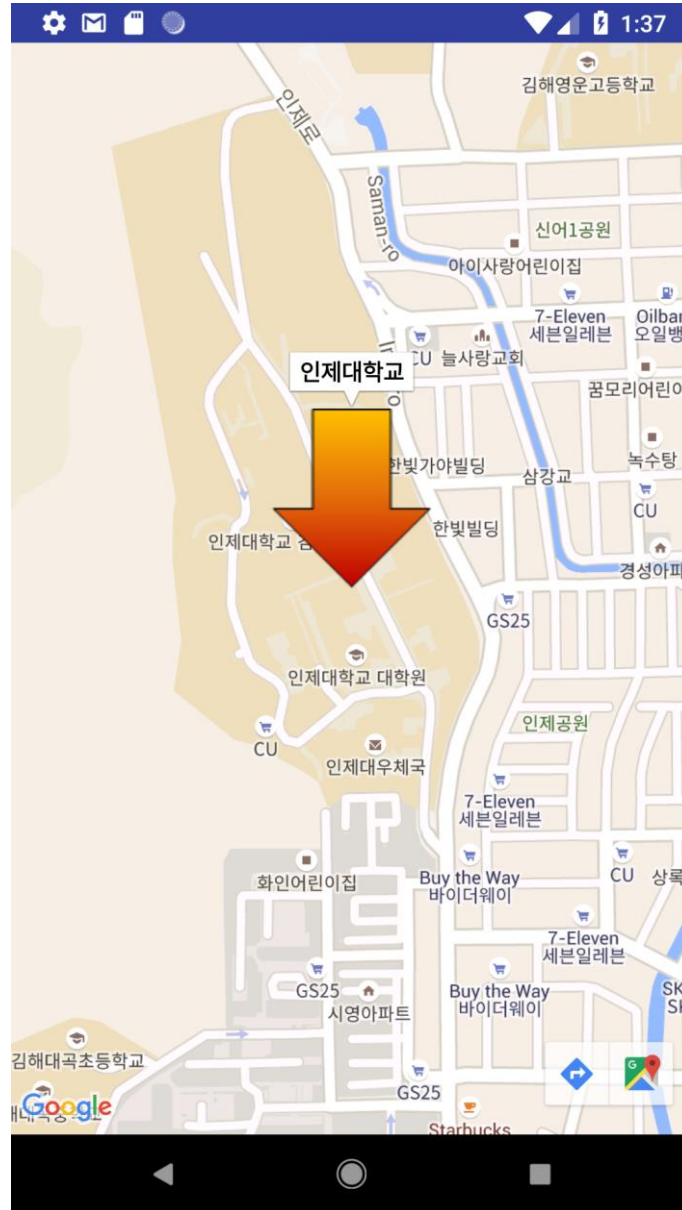 1:37
김해영운고등학교
인제로
Saman-ro
신어1공원
아이사랑어린이집
7-Eleven
세븐일레븐
오일뱅
CU
늘사랑교회
인제대학교
꿈모리어린이
한빛가야빌딩
녹수탕
삼강교
CU
인제대학교
한빛빌딩
경성아파
GS25
인제대학교 대학원
인제공원
CU
인제대우체국
7-Eleven
세븐일레븐
화인어린이집
Buy the Way
바이더웨이
CU
상록
7-Eleven
세븐일레븐
GS25
시영아파트
Buy the Way
바이더웨이
SK
김해대곡초등학교
GS25
Google
Starbucks